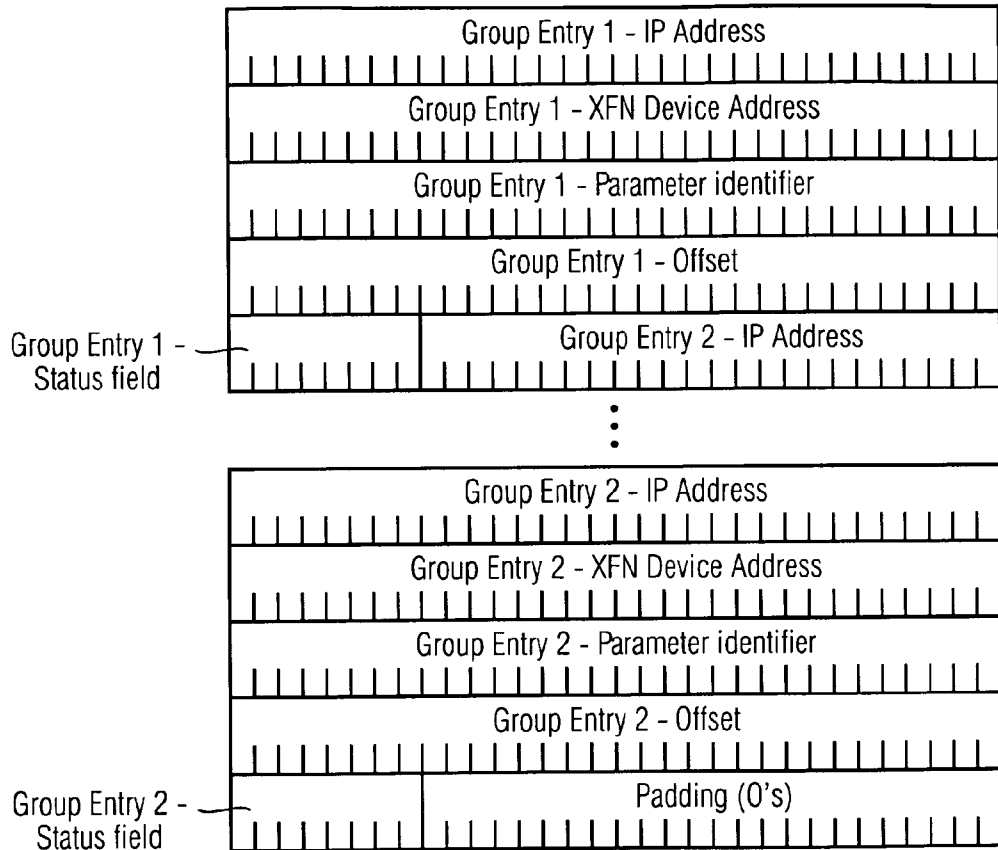 Group Entry 1 - IP Address
Group Entry 1 - XFN Device Address
Group Entry 1 - Parameter identifier
Group Entry 1 - Offset
Group Entry 1 -
Status field
Group Entry 2 - IP Address
Group Entry 2 - IP Address
Group Entry 2 - XFN Device Address
Group Entry 2 - Parameter identifier
Group Entry 2 - Offset
Group Entry 2 -
Status field
Padding (0's)